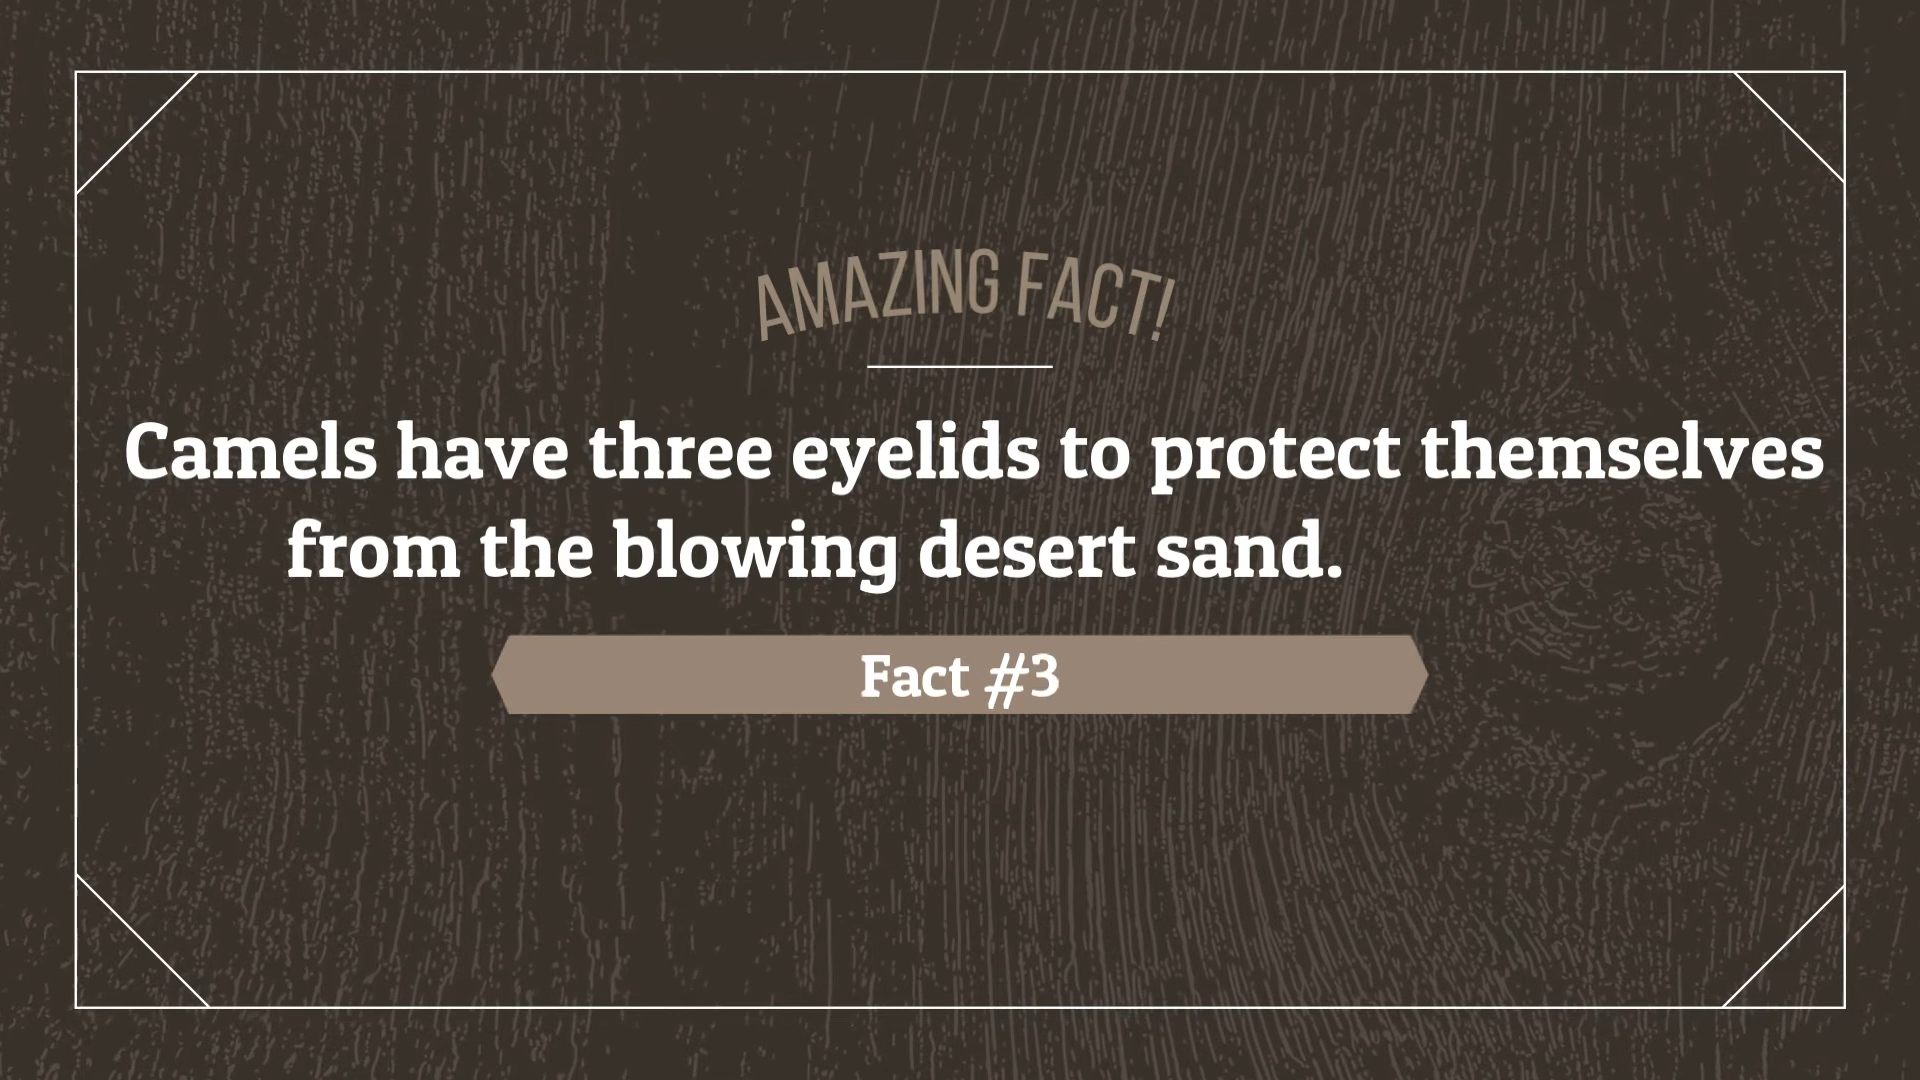 AMAZING FACT!
Camels have three eyelids to protect themselves
from the blowing desert sand.
Fact #3